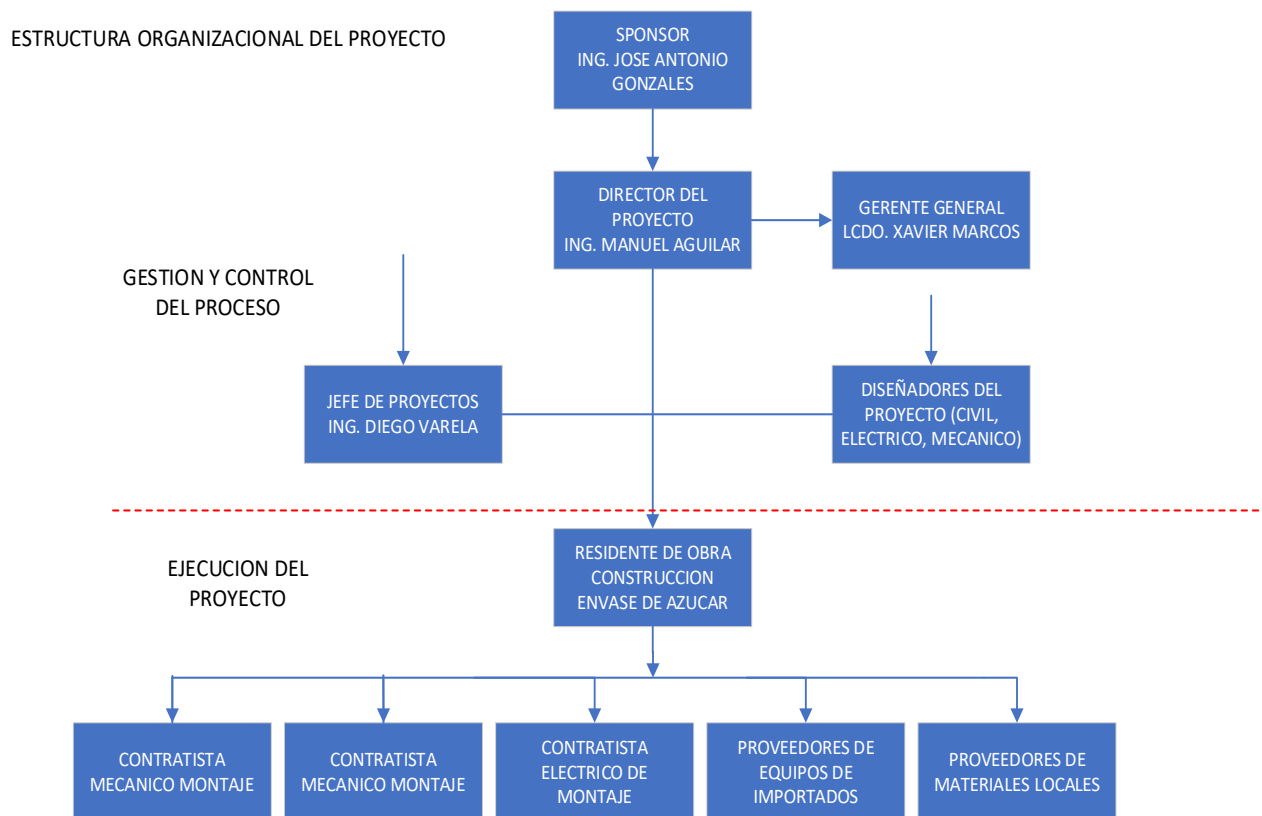 ESTRUCTURA ORGANIZACIONAL DEL PROYECTO
SPONSOR
ING. JOSE ANTONIO
GONZALES
DIRECTOR DEL
PROYECTO
ING. MANUEL AGUILAR
GERENTE GENERAL
LCDO. XAVIER MARCOS
GESTION Y CONTROL
DEL PROCESO
JEFE DE PROYECTOS
ING. DIEGO VARELA
DISEÑADORES DEL
PROYECTO (CIVIL,
ELECTRICO, MECANICO)
RESIDENTE DE OBRA
CONSTRUCCION
ENVASE DE AZUCAR
EJECUCION DEL
PROYECTO
CONTRATISTA
MECANICO MONTAJE
CONTRATISTA
MECANICO MONTAJE
CONTRATISTA
ELECTRICO DE
MONTAJE
PROVEEDORES DE
EQUIPOS DE
IMPORTADOS
PROVEEDORES DE
MATERIALES LOCALES